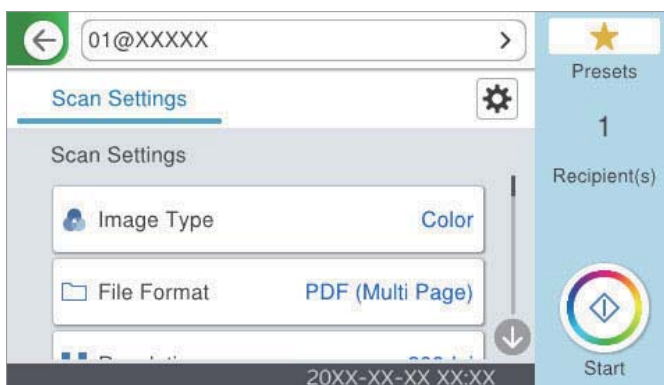 01@XXXXX
Presets
Scan Settings
1
Recipient(s)
Scan Settings
Image Type Color
File Format PDF (Multi Page)
20XX-XX-XX XX:XX
Start